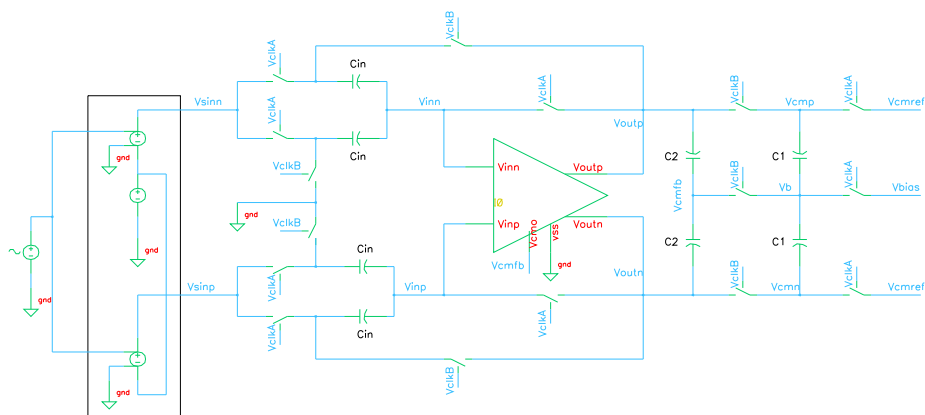 VclkB
VclkA
Cin
VclkA
VclkB
VclkA
Vsinn
Vinn
Vcmp
Vcmref
VclkA
Voutp
Cin
gnd
VclkB
Vinn
Voutp
C2
C1
VclkB
VclkA
Vcmfb
Vb
Vbias
gnd
Vinp
Voutn
VclkB
Vcmo
vss
C2
C1
gnd
Cin
Vcmfb
gnd
Voutn
VclkB
VclkA
VclkA
Vsinp
Vinp
Vcmn
Vcmref
gnd
VclkA
Cin
VclkA
VclkB
gnd